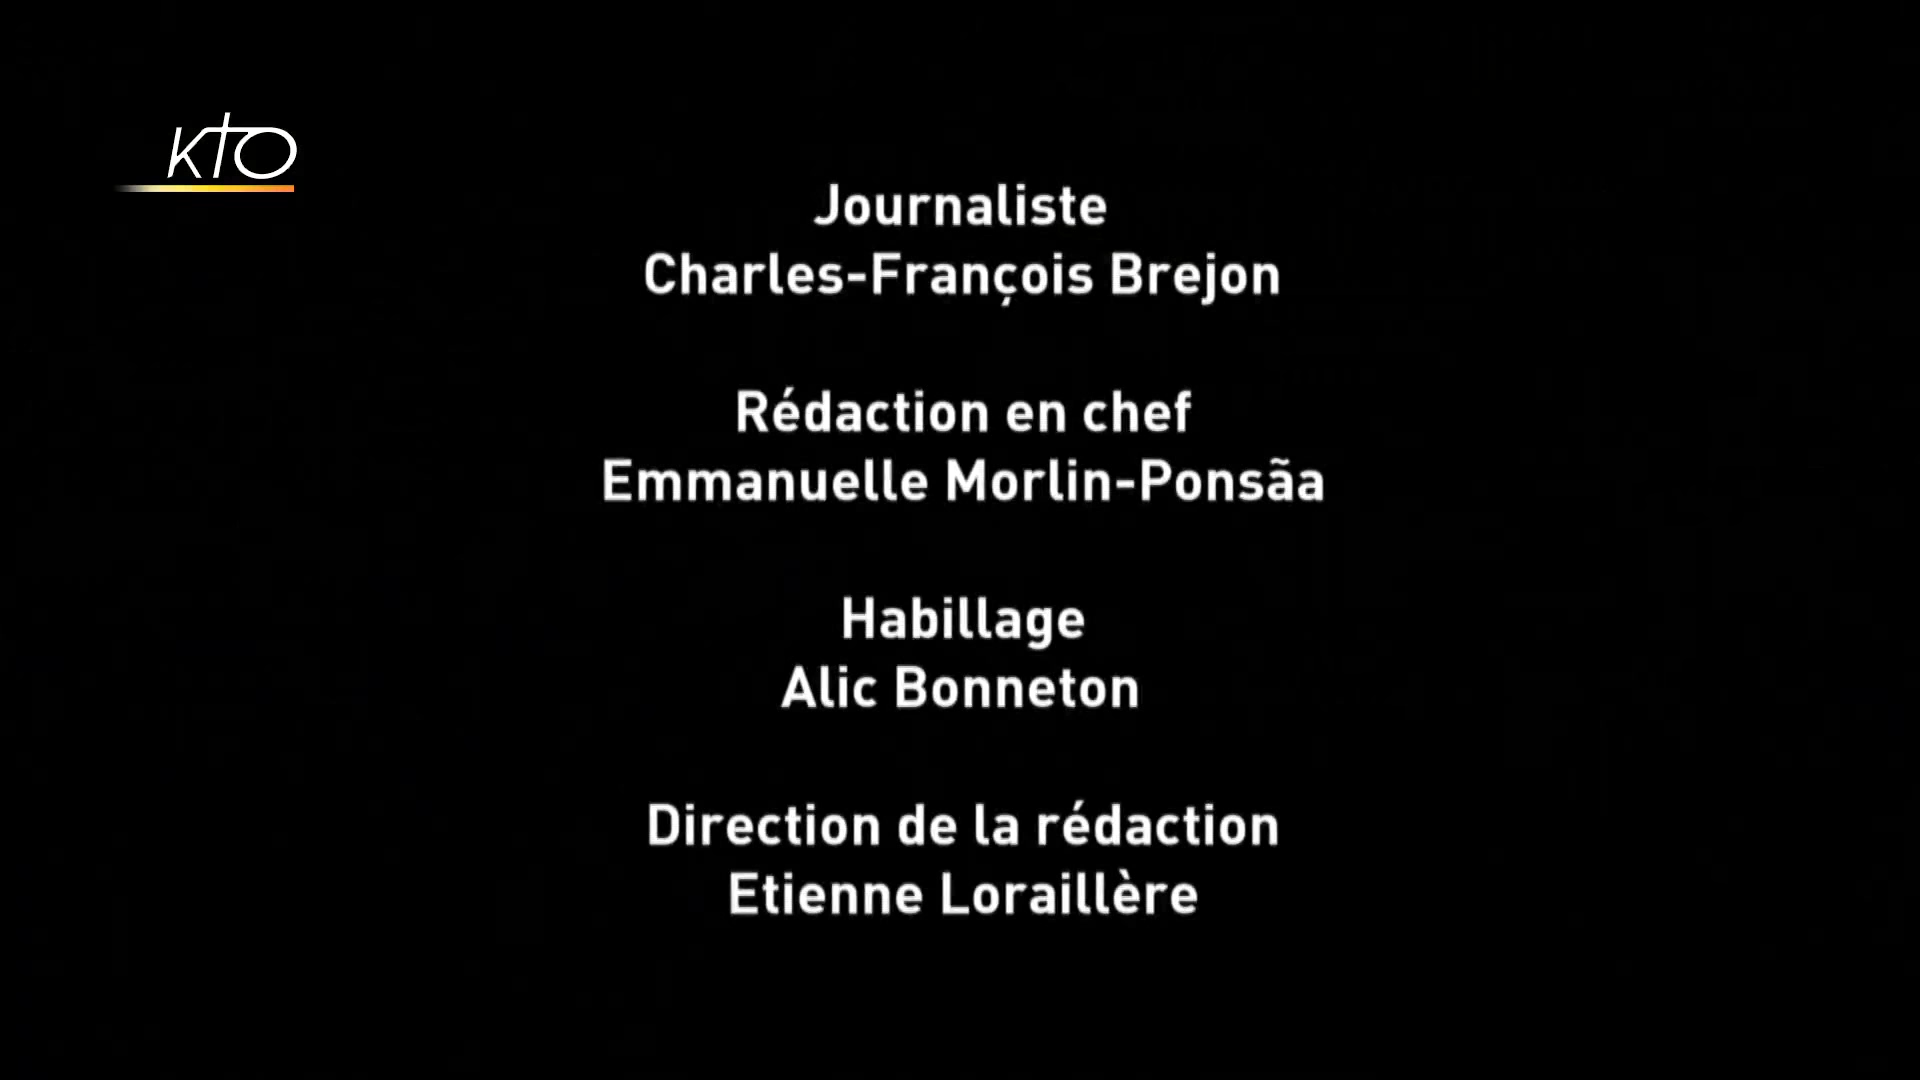 KTO
Journaliste
Charles-François Brejon
Rédaction en chef
Emmanuelle Morlin-Ponsãa
Habillage
Alic Bonneton
Direction de la rédaction
Etienne Loraillère